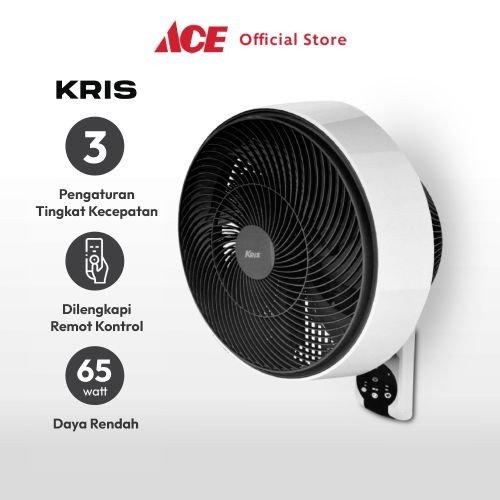 ACE Official Store
KRIS
3
Pengaturan
Tingkat Kecepatan
Dilengkapi
Remot Kontrol
65
watt
Daya Rendah
KRIS